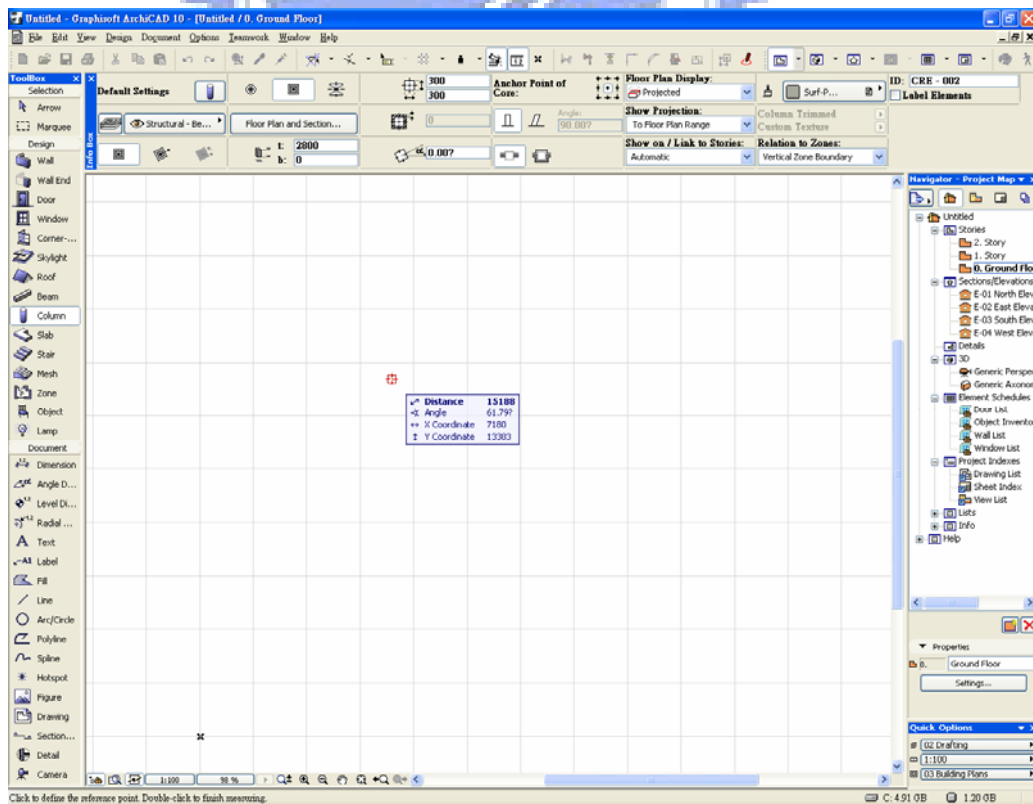 Untitled - Graphisoft ArchiCAD 10 - [Untitled / 0. Ground Floor]
File Edit View Design Document Options Teamwork Window Help
ToolBox
Selection
Arrow
Marquee
Design
Wall
Wall End
Door
Window
Corner-...
Skylight
Roof
Beam
Column
Slab
Stair
Mesh
Zone
Object
Lamp
Document
Dimension
Angle D...
Level Di...
Radial ...
Text
Label
Fill
Line
Arc/Circle
Polyline
Spline
Hotspot
Figure
Drawing
Section...
Detail
Camera
Info Box
Default Settings
Structural - Be...
Floor Plan and Section...
t: 2800
b: 0
300
300
0
0.00?
Anchor Point of
Core:
Angle:
90.00?
Floor Plan Display:
Projected
Show Projection:
To Floor Plan Range
Show on / Link to Stories:
Automatic
Surf-P...
Column Trimmed
Custom Texture
Relation to Zones:
Vertical Zone Boundary
ID: CRE - 002
Label Elements
Distance 15188
Angle 61.79?
X Coordinate 7180
Y Coordinate 13383
Navigator - Project Map
Untitled
Stories
2. Story
1. Story
0. Ground Flo
Sections/Elevations
E-01 North Elev
E-02 East Eleva
E-03 South Elev
E-04 West Elev
Details
3D
Generic Perspe
Generic Axonor
Element Schedules
Door List
Object Invento
Wall List
Window List
Project Indexes
Drawing List
Sheet Index
View List
Lists
Info
Help
Properties
0. Ground Floor
Settings...
Quick Options
02 Drafting
1:100
03 Building Plans
1:100 98 %
Click to define the reference point. Double-click to finish measuring.
C: 4.91 GB 1.20 GB